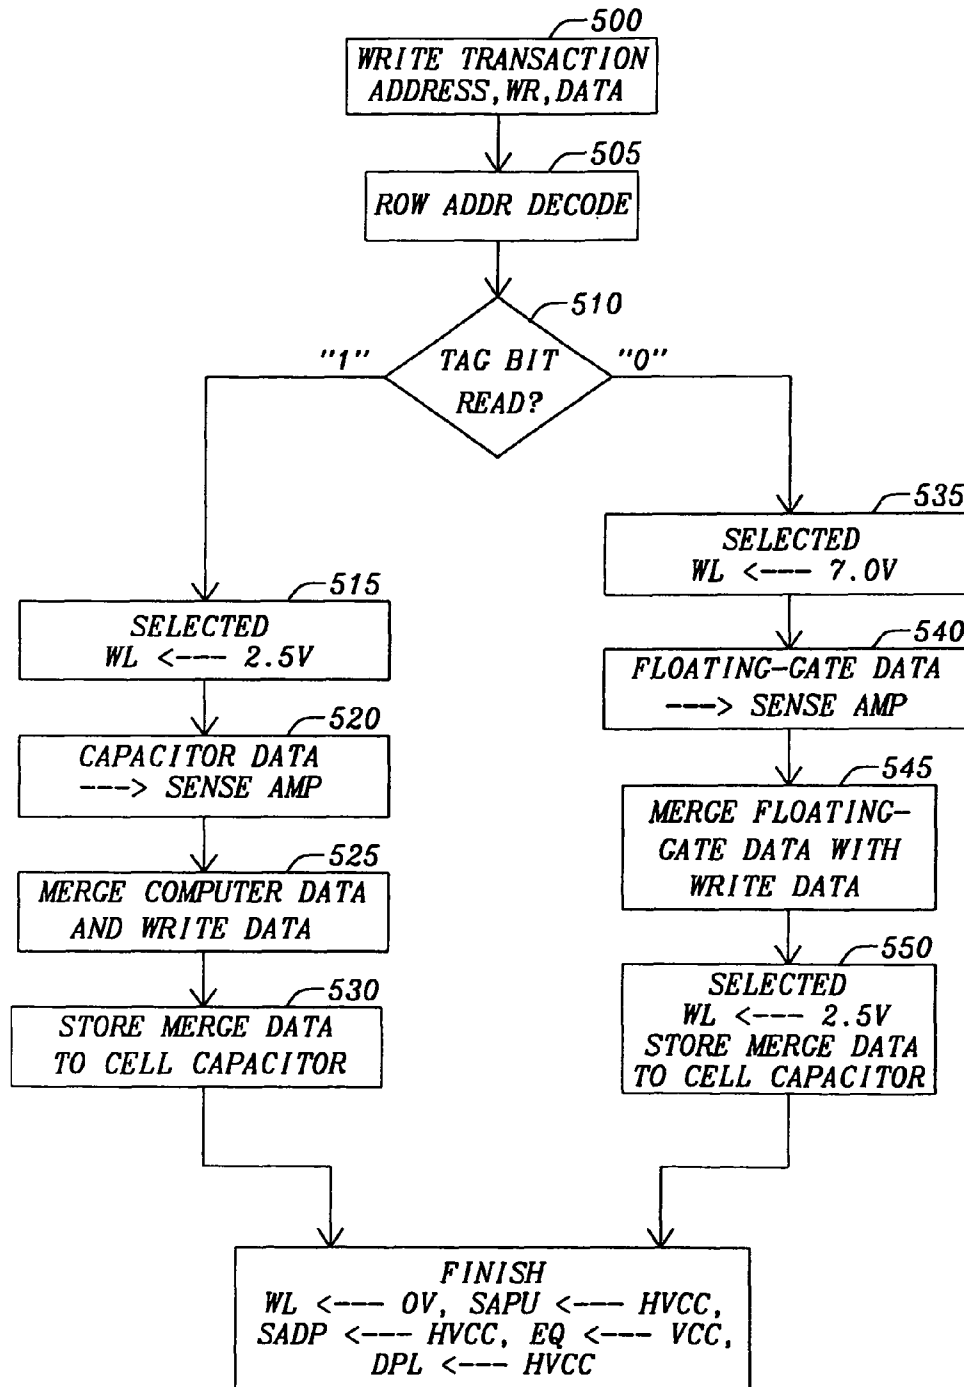 500
WRITE TRANSACTION
ADDRESS,WR,DATA
505
ROW ADDR DECODE
510
"1"
TAG BIT
READ?
"0"
515
SELECTED
WL <--- 2.5V
520
CAPACITOR DATA
---> SENSE AMP
525
MERGE COMPUTER DATA
AND WRITE DATA
530
STORE MERGE DATA
TO CELL CAPACITOR
535
SELECTED
WL <--- 7.0V
540
FLOATING-GATE DATA
---> SENSE AMP
545
MERGE FLOATING-
GATE DATA WITH
WRITE DATA
550
SELECTED
WL <--- 2.5V
STORE MERGE DATA
TO CELL CAPACITOR
FINISH
WL <--- 0V, SAPU <--- HVCC,
SADP <--- HVCC, EQ <--- VCC,
DPL <--- HVCC